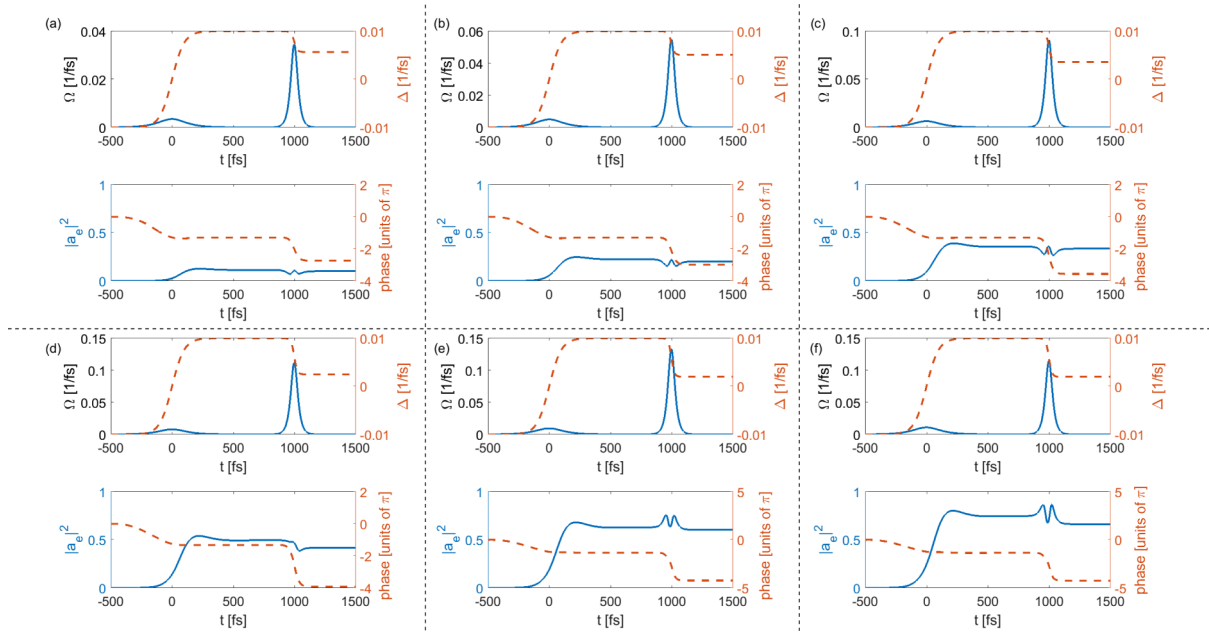 (a)
0.04
0.02
0
Ω [1/fs]
0.01
0
-0.01
Δ [1/fs]
-500 0 500 1000 1500
t [fs]
1
0.5
0
|a_e|^2
2
0
-2
-4
phase [units of π]
-500 0 500 1000 1500
t [fs]
(b)
0.06
0.04
0.02
0
Ω [1/fs]
0.01
0
-0.01
Δ [1/fs]
-500 0 500 1000 1500
t [fs]
1
0.5
0
|a_e|^2
2
0
-2
-4
phase [units of π]
-500 0 500 1000 1500
t [fs]
(c)
0.1
0.05
0
Ω [1/fs]
0.01
0
-0.01
Δ [1/fs]
-500 0 500 1000 1500
t [fs]
1
0.5
0
|a_e|^2
2
0
-2
-4
phase [units of π]
-500 0 500 1000 1500
t [fs]
(d)
0.15
0.1
0.05
0
Ω [1/fs]
0.01
0
-0.01
Δ [1/fs]
-500 0 500 1000 1500
t [fs]
1
0.5
0
|a_e|^2
2
0
-2
-4
phase [units of π]
-500 0 500 1000 1500
t [fs]
(e)
0.15
0.1
0.05
0
Ω [1/fs]
0.01
0
-0.01
Δ [1/fs]
-500 0 500 1000 1500
t [fs]
1
0.5
0
|a_e|^2
5
0
-5
phase [units of π]
-500 0 500 1000 1500
t [fs]
(f)
0.15
0.1
0.05
0
Ω [1/fs]
0.01
0
-0.01
Δ [1/fs]
-500 0 500 1000 1500
t [fs]
1
0.5
0
|a_e|^2
5
0
-5
phase [units of π]
-500 0 500 1000 1500
t [fs]